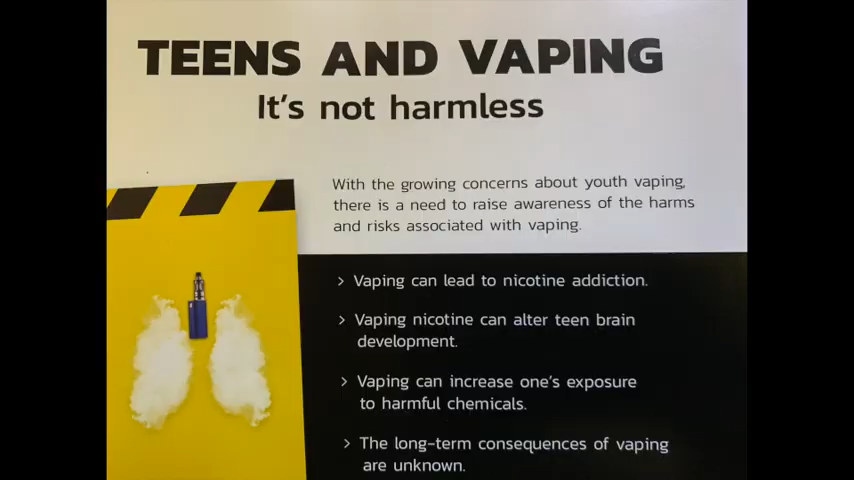 TEENS AND VAPING
It's not harmless
With the growing concerns about youth vaping,
there is a need to raise awareness of the harms
and risks associated with vaping.
> Vaping can lead to nicotine addiction.
> Vaping nicotine can alter teen brain
development.
> Vaping can increase one's exposure
to harmful chemicals.
> The long-term consequences of vaping
are unknown.